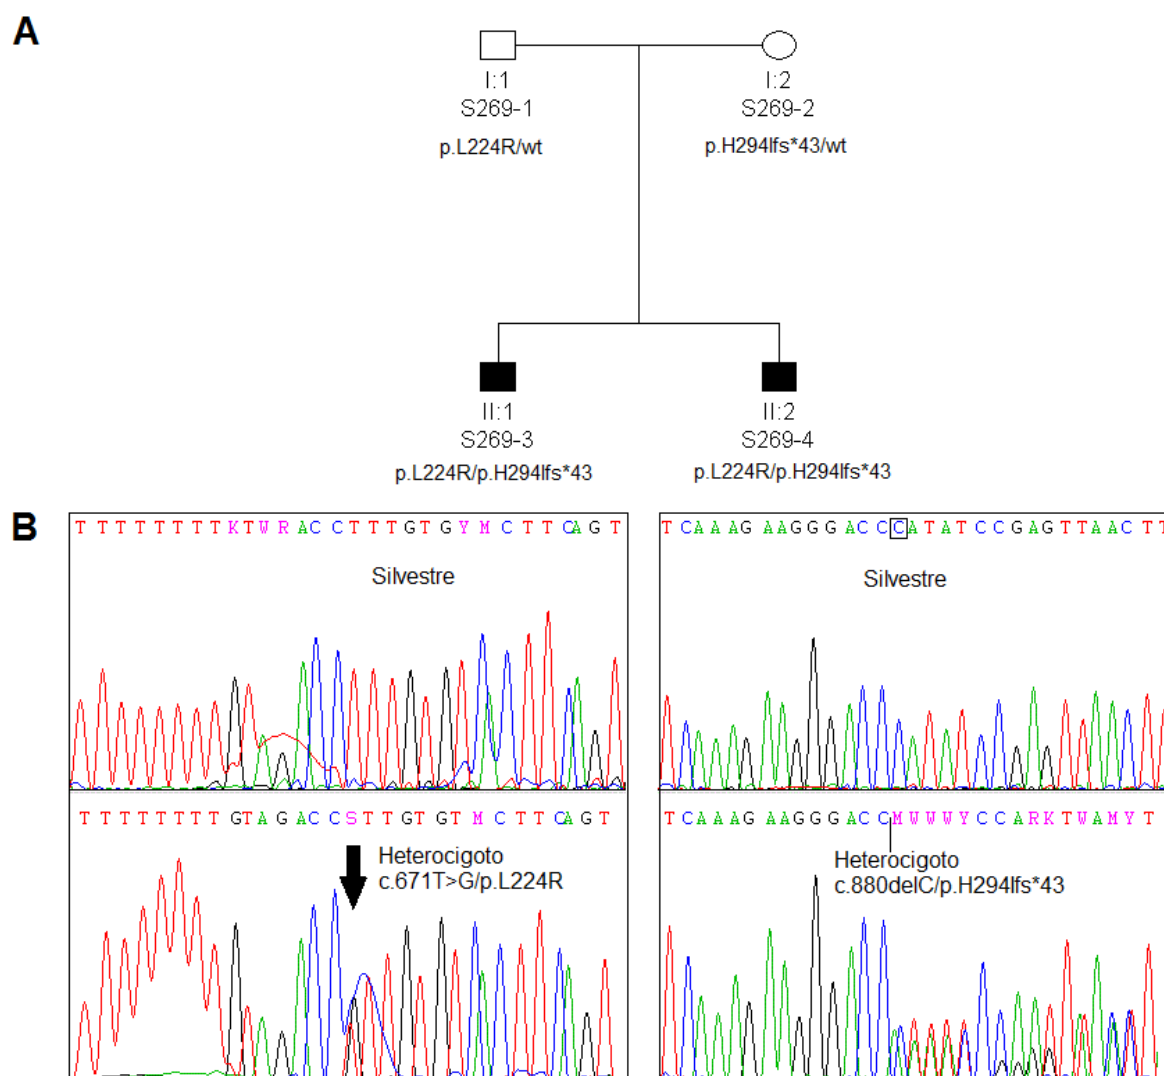 A
I:1
I:2
S269-1
S269-2
p.L224R/wt
p.H294Ifs*43/wt
II:1
II:2
S269-3
S269-4
p.L224R/p.H294Ifs*43
p.L224R/p.H294Ifs*43
B
T T T T T T T T K T W R A C C T T T G T G Y M C T T C A G T
T C A A A G A A G G G A C C C A T A T C C G A G T T A A C T T
Silvestre
Silvestre
T T T T T T T T G T A G A C C S T T G T G T M C T T C A G T
T C A A A G A A G G G A C C M W W W Y C C A R K T W A M Y T
Heterocigoto
c.671T>G/p.L224R
Heterocigoto
c.880delC/p.H294Ifs*43